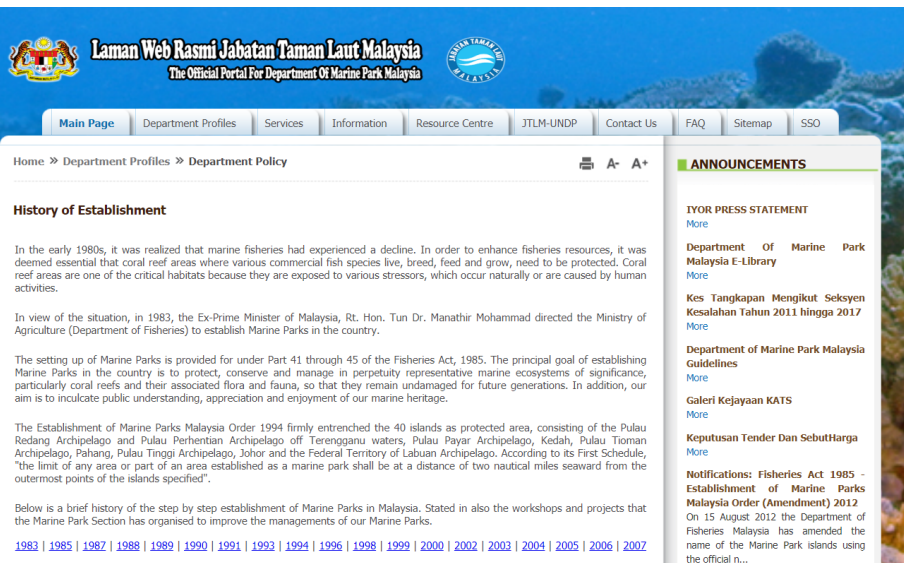 Laman Web Rasmi Jabatan Taman Laut Malaysia
The Official Portal For Department Of Marine Park Malaysia
JABATAN TAMAN LAUT
MALAYSIA
Main Page
Department Profiles
Services
Information
Resource Centre
JTLM-UNDP
Contact Us
FAQ
Sitemap
SSO
Home » Department Profiles » Department Policy
A- A+
History of Establishment
In the early 1980s, it was realized that marine fisheries had experienced a decline. In order to enhance fisheries resources, it was
deemed essential that coral reef areas where various commercial fish species live, breed, feed and grow, need to be protected. Coral
reef areas are one of the critical habitats because they are exposed to various stressors, which occur naturally or are caused by human
activities.
In view of the situation, in 1983, the Ex-Prime Minister of Malaysia, Rt. Hon. Tun Dr. Manathir Mohammad directed the Ministry of
Agriculture (Department of Fisheries) to establish Marine Parks in the country.
The setting up of Marine Parks is provided for under Part 41 through 45 of the Fisheries Act, 1985. The principal goal of establishing
Marine Parks in the country is to protect, conserve and manage in perpetuity representative marine ecosystems of significance,
particularly coral reefs and their associated flora and fauna, so that they remain undamaged for future generations. In addition, our
aim is to inculcate public understanding, appreciation and enjoyment of our marine heritage.
The Establishment of Marine Parks Malaysia Order 1994 firmly entrenched the 40 islands as protected area, consisting of the Pulau
Redang Archipelago and Pulau Perhentian Archipelago off Terengganu waters, Pulau Payar Archipelago, Kedah, Pulau Tioman
Archipelago, Pahang, Pulau Tinggi Archipelago, Johor and the Federal Territory of Labuan Archipelago. According to its First Schedule,
"the limit of any area or part of an area established as a marine park shall be at a distance of two nautical miles seaward from the
outermost points of the islands specified".
Below is a brief history of the step by step establishment of Marine Parks in Malaysia. Stated in also the workshops and projects that
the Marine Park Section has organised to improve the managements of our Marine Parks.
1983 | 1985 | 1987 | 1988 | 1989 | 1990 | 1991 | 1993 | 1994 | 1996 | 1998 | 1999 | 2000 | 2002 | 2003 | 2004 | 2005 | 2006 | 2007
ANNOUNCEMENTS
IYOR PRESS STATEMENT
More
Department Of Marine Park
Malaysia E-Library
More
Kes Tangkapan Mengikut Seksyen
Kesalahan Tahun 2011 hingga 2017
More
Department of Marine Park Malaysia
Guidelines
More
Galeri Kejayaan KATS
More
Keputusan Tender Dan SebutHarga
More
Notifications: Fisheries Act 1985 -
Establishment of Marine Parks
Malaysia Order (Amendment) 2012
On 15 August 2012 the Department of
Fisheries Malaysia has amended the
name of the Marine Park islands using
the official n...